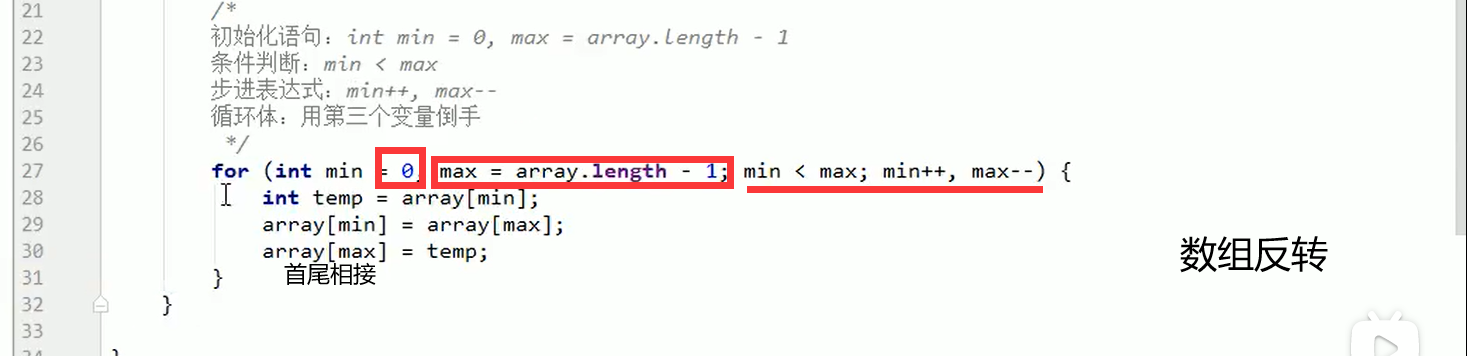 21 /*
22 初始化语句：int min = 0, max = array.length - 1
23 条件判断：min < max
24 步进表达式：min++, max--
25 循环体：用第三个变量倒手
26 */
27 for (int min = 0, max = array.length - 1; min < max; min++, max--) {
28 int temp = array[min];
29 array[min] = array[max];
30 array[max] = temp;
数组反转
31 } 首尾相接
32 }
33
34 }